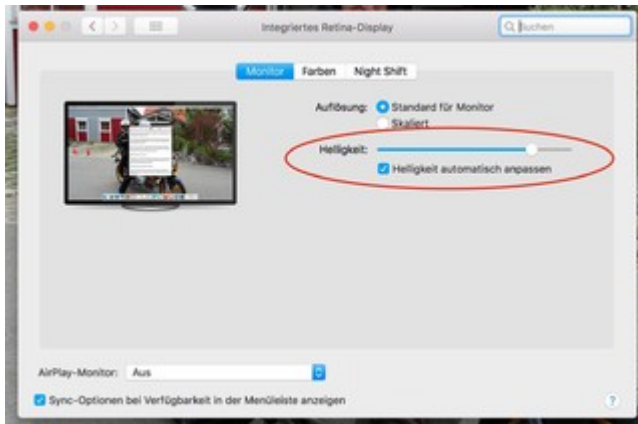 Integriertes Retina-Display
Suchen
Monitor Farben Night Shift
Auflösung: Standard für Monitor
Skaliert
Helligkeit:
Helligkeit automatisch anpassen
AirPlay-Monitor: Aus
Sync-Optionen bei Verfügbarkeit in der Menüleiste anzeigen
?